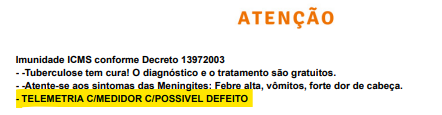 ATENÇÃO
Imunidade ICMS conforme Decreto 13972003
- -Tuberculose tem cura! O diagnóstico e o tratamento são gratuitos.
- -Atente-se aos sintomas das Meningites: Febre alta, vômitos, forte dor de cabeça.
- TELEMETRIA C/MEDIDOR C/POSSIVEL DEFEITO